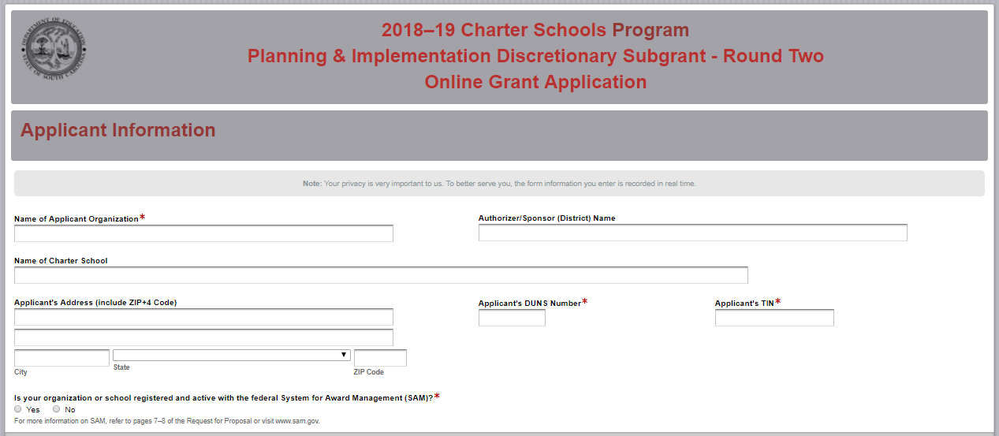 DEPARTMENT OF EDUCATION
STATE OF SOUTH CAROLINA
2018–19 Charter Schools Program
Planning & Implementation Discretionary Subgrant - Round Two
Online Grant Application
Applicant Information
Note: Your privacy is very important to us. To better serve you, the form information you enter is recorded in real time.
Name of Applicant Organization*
Authorizer/Sponsor (District) Name
Name of Charter School
Applicant's Address (include ZIP+4 Code)
Applicant's DUNS Number*
Applicant's TIN*
City
State
ZIP Code
Is your organization or school registered and active with the federal System for Award Management (SAM)?*
Yes No
For more information on SAM, refer to pages 7–8 of the Request for Proposal or visit www.sam.gov.